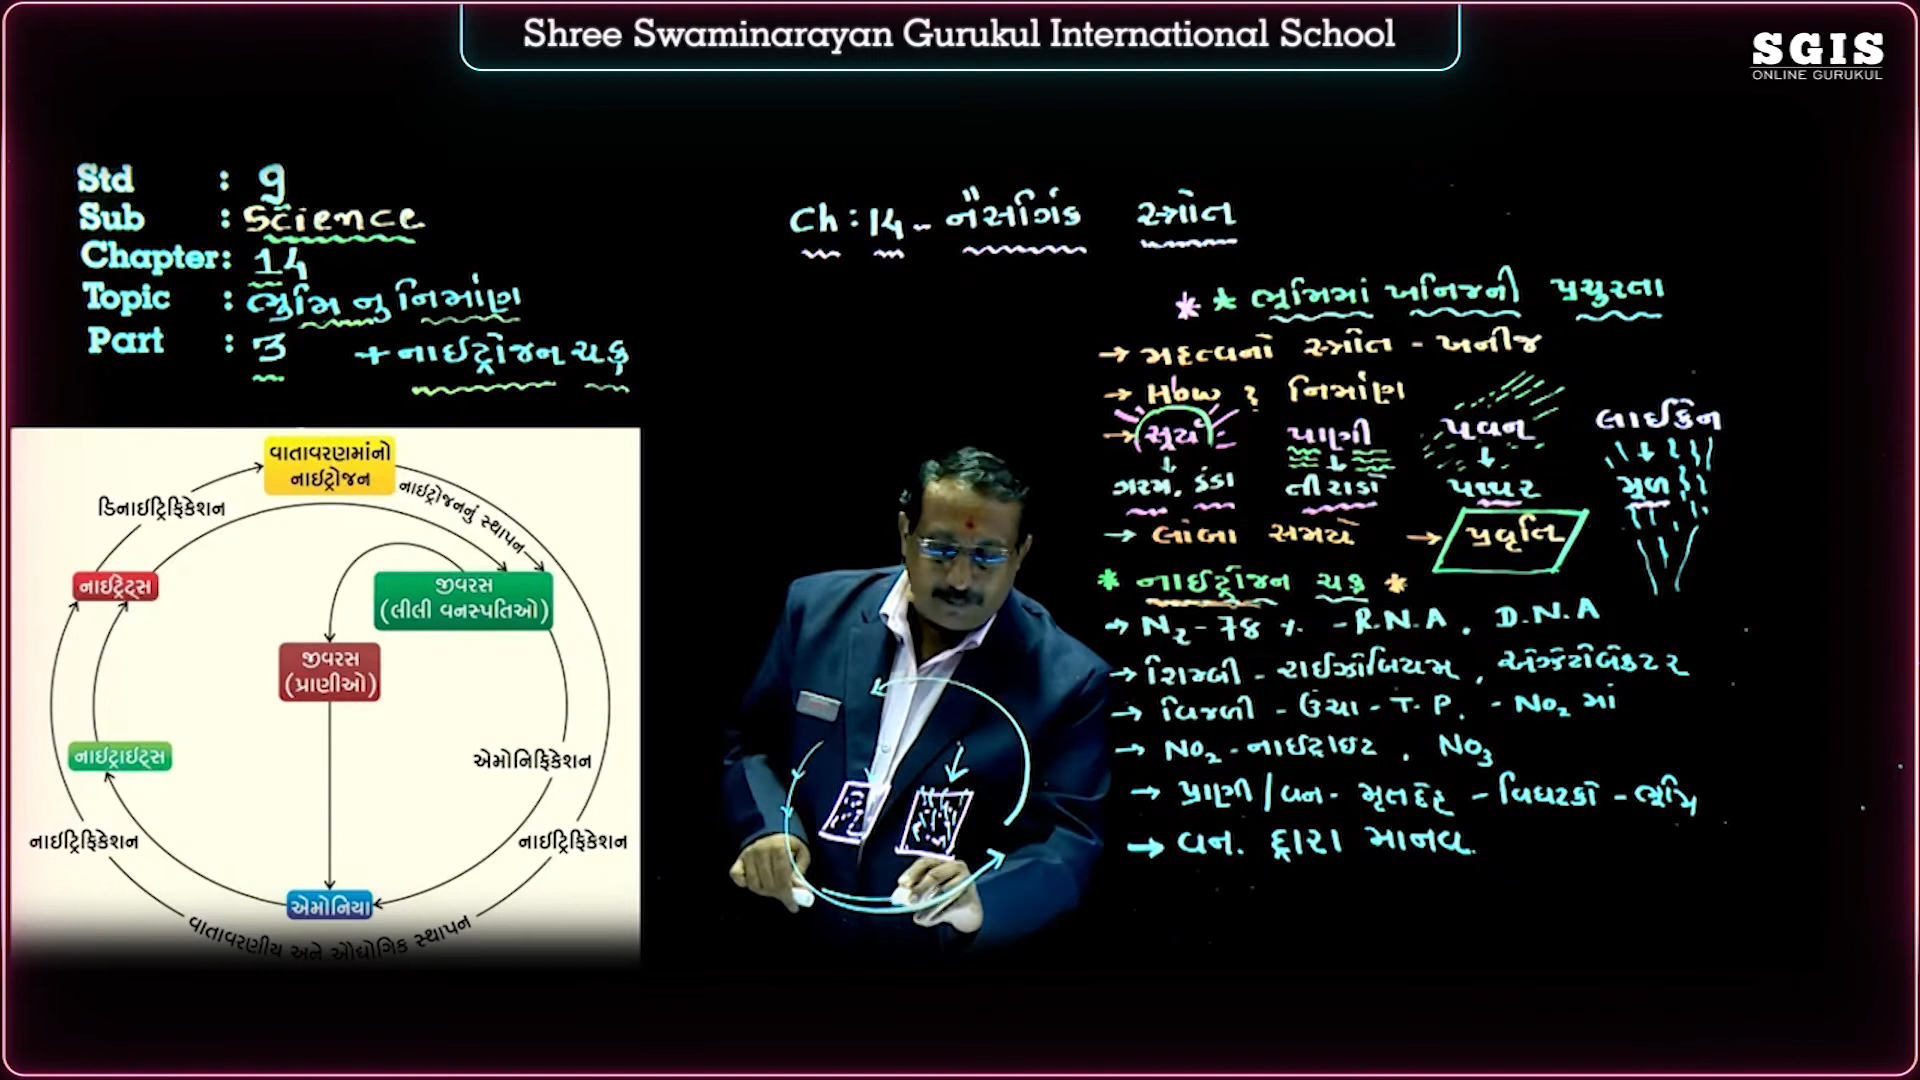 Shree Swaminarayan Gurukul International School
SGIS
ONLINE GURUKUL
Std : 9
Sub : Science
Chapter: 14
Topic : ભુમિ નુ નિર્માણ
Part : 3 + નાઈટ્રોજન ચક્ર
Ch : 14 - નૈસર્ગિક સ્ત્રોત
* * ભૂમિમાં ખનિજની પ્રચુરતા
→ મહત્વનો સ્ત્રોત - ખનીજ
→ How ? નિર્માણ
→ સૂર્ય પાણી પવન લાઈકેન
↓ ↓ ↓ ↓
ગરમ, ઠંડા તીરાડો પથ્થર મૂળ
→ લાંબા સમયે → પ્રવૃતિ
* નાઈટ્રોજન ચક્ર *
→ N₂ - 78 % - R.N.A, D.N.A
→ શિમ્બી - રાઈઝોબિયમ, એઝેટોબેક્ટર
→ વિજળી - ઉંચા - T. P. - NO₂ માં
→ NO₂ - નાઈટ્રાઇટ, NO₃
→ પ્રાણી / વન - મૃતદેહ - વિઘટકો - ભૂમિ
→ વન. દ્વારા માનવ.
વાતાવરણમાંનો
નાઈટ્રોજન
ડિનાઈટ્રિફિકેશન
નાઈટ્રોજનનું સ્થાપન
નાઇટ્રેટ્સ
જીવરસ
(લીલી વનસ્પતિઓ)
જીવરસ
(પ્રાણીઓ)
નાઈટ્રાઈટ્સ
એમોનિફિકેશન
નાઈટ્રિફિકેશન
નાઈટ્રિફિકેશન
એમોનિયા
વાતાવરણીય અને ઔદ્યોગિક સ્થાપન